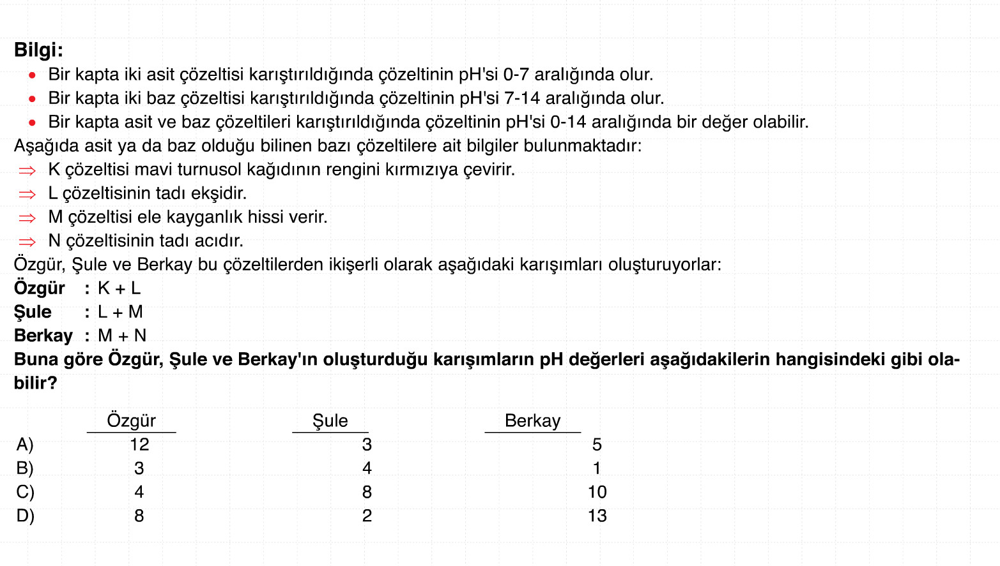 Bilgi:
• Bir kapta iki asit çözeltisi karıştırıldığında çözeltinin pH'si 0-7 aralığında olur.
• Bir kapta iki baz çözeltisi karıştırıldığında çözeltinin pH'si 7-14 aralığında olur.
• Bir kapta asit ve baz çözeltileri karıştırıldığında çözeltinin pH'si 0-14 aralığında bir değer olabilir.
Aşağıda asit ya da baz olduğu bilinen bazı çözeltilere ait bilgiler bulunmaktadır:
⇒ K çözeltisi mavi turnusol kağıdının rengini kırmızıya çevirir.
⇒ L çözeltisinin tadı ekşidir.
⇒ M çözeltisi ele kayganlık hissi verir.
⇒ N çözeltisinin tadı acıdır.
Özgür, Şule ve Berkay bu çözeltilerden ikişerli olarak aşağıdaki karışımları oluşturuyorlar:
Özgür : K + L
Şule : L + M
Berkay : M + N
Buna göre Özgür, Şule ve Berkay'ın oluşturduğu karışımların pH değerleri aşağıdakilerin hangisindeki gibi ola-
bilir?
Özgür Şule Berkay
A) 12 3 5
B) 3 4 1
C) 4 8 10
D) 8 2 13